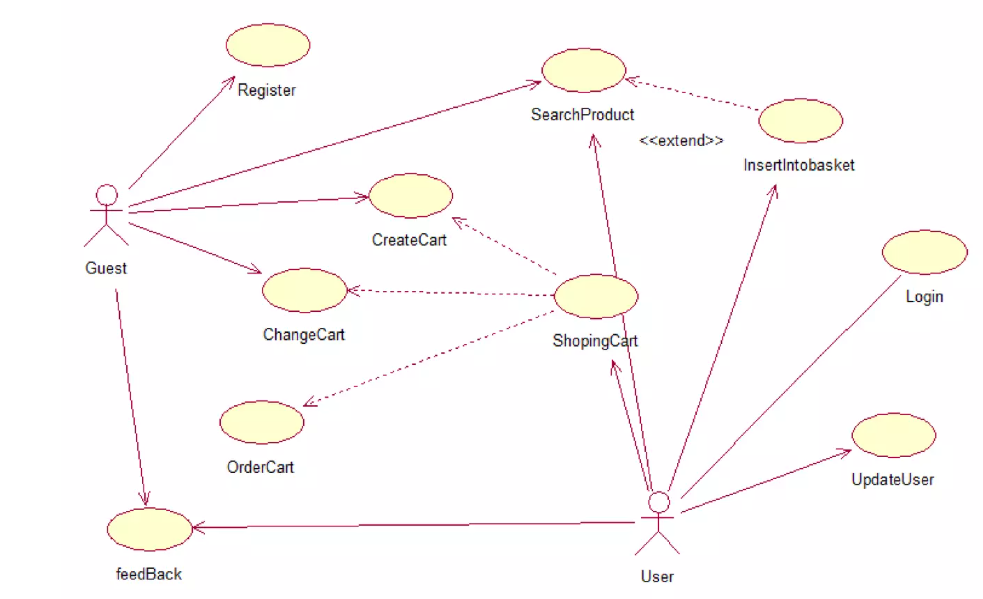 Register
SearchProduct
<<extend>>
InsertIntobasket
CreateCart
Guest
Login
ChangeCart
ShopingCart
OrderCart
UpdateUser
feedBack
User